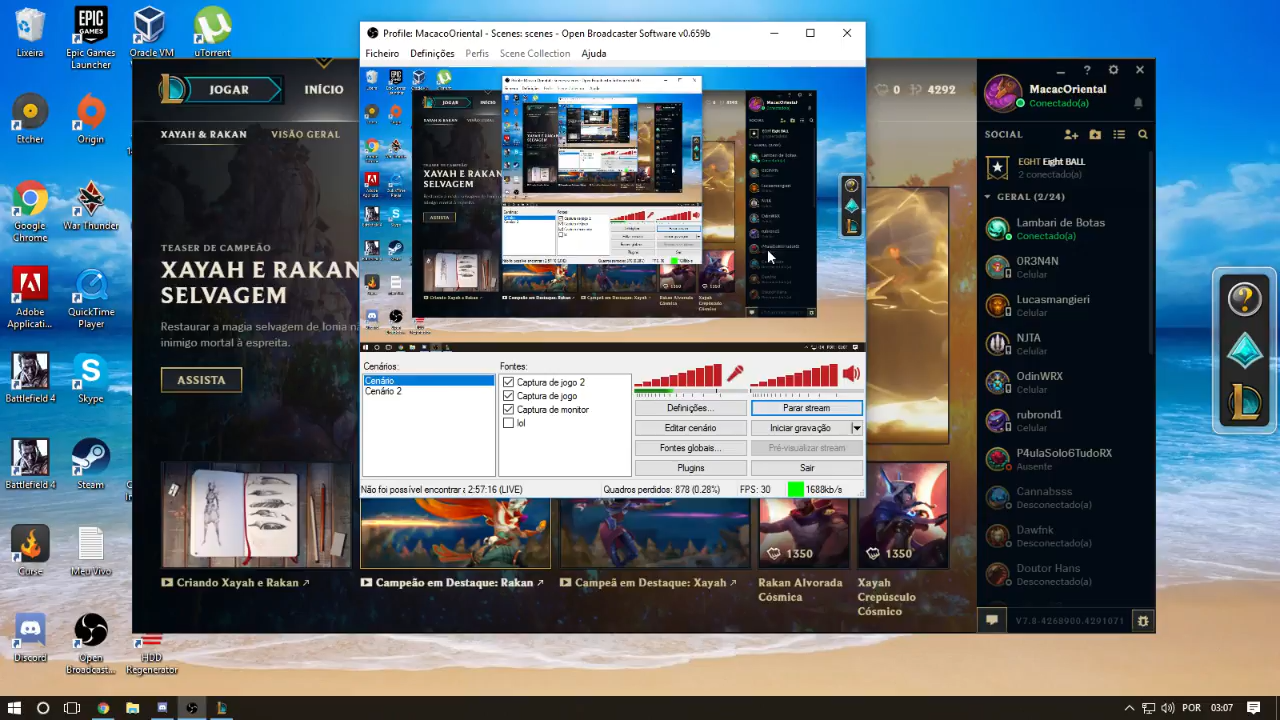 Lixeira
Epic Games
Launcher
Oracle VM
uTorrent
Etcher
Origin
Google
Chrome
War Thunder
Adobe
Applicati...
QuickTime
Player
Battlefield 4
Skype
Battlefield 4
Steam
Curse
Meu Vivo
Discord
Open
Broadcast...
HDD
Regenerator
Profile: MacacoOriental - Scenes: scenes - Open Broadcaster Software v0.659b
Ficheiro
Definições
Perfis
Scene Collection
Ajuda
Cenários:
Cenário
Cenário 2
Fontes:
Captura de jogo 2
Captura de jogo
Captura de monitor
lol
Definições...
Parar stream
Editar cenário
Iniciar gravação
Fontes globais...
Pré-visualizar stream
Plugins
Sair
Não foi possível encontrar a 2:57:16 (LIVE)
Quadros perdidos: 878 (0.28%)
FPS: 30
1688kb/s
JOGAR
INÍCIO
0
4292
XAYAH & RAKAN
VISÃO GERAL
TEASER DE CAMPEÃO
XAYAH E RAKAN
SELVAGEM
Restaurar a magia selvagem de Ionia
inimigo mortal à espreita.
ASSISTA
Criando Xayah e Rakan
Campeão em Destaque: Rakan
Campeã em Destaque: Xayah
1350
Rakan Alvorada
Cósmica
1350
Xayah
Crepúsculo
Cósmico
MacacOriental
Conectado(a)
SOCIAL
EGHT Eight BALL
2 conectado(a)
GERAL (2/24)
Lambari de Botas
Conectado(a)
0R3N4N
Celular
Lucasmangieri
Celular
NJTA
Celular
OdinWRX
Celular
rubrond1
Celular
P4ulaSolo6TudoRX
Ausente
Cannabsss
Desconectado(a)
Dawfnk
Desconectado(a)
Doutor Hans
Desconectado(a)
V7.8-4268900.4291071
POR
03:07